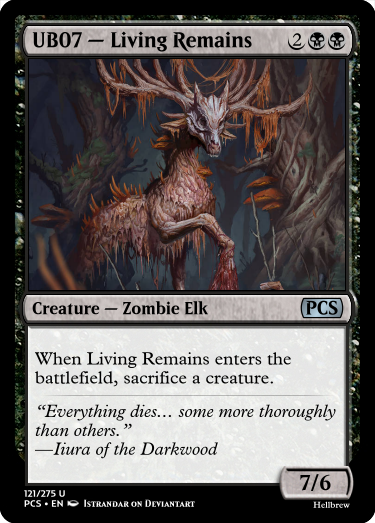 UB07 — Living Remains 2
Creature — Zombie Elk PCS
When Living Remains enters the
battlefield, sacrifice a creature.
“Everything dies… some more thoroughly
than others.”
—Iiura of the Darkwood
7/6
121/275 U
PCS • EN Istrandar on Deviantart Hellbrew